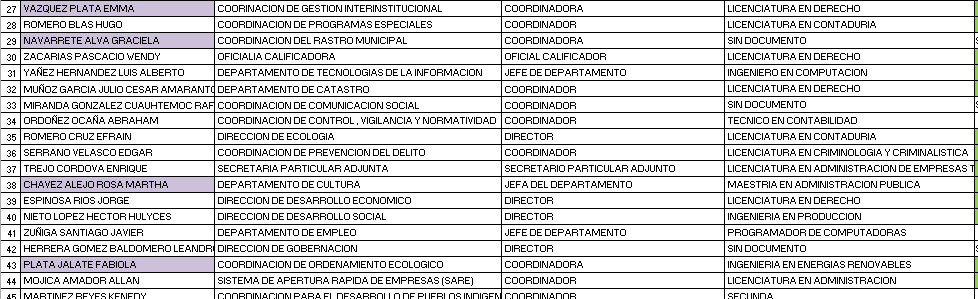 27 VAZQUEZ PLATA EMMA COORINACION DE GESTION INTERINSTITUCIONAL COORDINADORA LICENCIATURA EN DERECHO
28 ROMERO BLAS HUGO COORDINACION DE PROGRAMAS ESPECIALES COORDINADOR LICENCIATURA EN CONTADURIA
29 NAVARRETE ALVA GRACIELA COORDINACION DEL RASTRO MUNICIPAL COORDINADORA SIN DOCUMENTO
30 ZACARIAS PASCACIO WENDY OFICIALIA CALIFICADORA OFICIAL CALIFICADOR LICENCIATURA EN DERECHO
31 YAÑEZ HERNANDEZ LUIS ALBERTO DEPARTAMENTO DE TECNOLOGIAS DE LA INFORMACION JEFE DE DEPARTAMENTO INGENIERO EN COMPUTACION
32 MUÑOZ GARCIA JULIO CESAR AMARANTO DEPARTAMENTO DE CATASTRO COORDINADOR LICENCIATURA EN DERECHO
33 MIRANDA GONZALEZ CUAUHTEMOC RAF COORDINACION DE COMUNICACION SOCIAL COORDINADOR SIN DOCUMENTO
34 ORDOÑEZ OCAÑA ABRAHAM COORDINACION DE CONTROL , VIGILANCIA Y NORMATIVIDAD COORDINADOR TECNICO EN CONTABILIDAD
35 ROMERO CRUZ EFRAIN DIRECCION DE ECOLOGIA DIRECTOR LICENCIATURA EN CONTADURIA
36 SERRANO VELASCO EDGAR COORDINACION DE PREVENCION DEL DELITO COORDINADOR LICENCIATURA EN CRIMINOLOGIA Y CRIMINALISTICA
37 TREJO CORDOVA ENRIQUE SECRETARIA PARTICULAR ADJUNTA SECRETARIO PARTICULAR ADJUNTO LICENCIATURA EN ADMINISTRACION DE EMPRESAS T
38 CHAVEZ ALEJO ROSA MARTHA DEPARTAMENTO DE CULTURA JEFA DEL DEPARTAMENTO MAESTRIA EN ADMINISTRACION PUBLICA
39 ESPINOSA RIOS JORGE DIRECCION DE DESARROLLO ECONOMICO DIRECTOR LICENCIATURA EN DERECHO
40 NIETO LOPEZ HECTOR HULYCES DIRECCION DE DESARROLLO SOCIAL DIRECTOR INGENIERIA EN PRODUCCION
41 ZUÑIGA SANTIAGO JAVIER DEPARTAMENTO DE EMPLEO JEFE DE DEPARTAMENTO PROGRAMADOR DE COMPUTADORAS
42 HERRERA GOMEZ BALDOMERO LEANDRO DIRECCION DE GOBERNACION DIRECTOR SIN DOCUMENTO
43 PLATA JALATE FABIOLA COORDINACION DE ORDENAMIENTO ECOLOGICO COORDINADORA INGENIERIA EN ENERGIAS RENOVABLES
44 MOJICA AMADOR ALLAN SISTEMA DE APERTURA RAPIDA DE EMPRESAS (SARE) COORDINADOR LICENCIATURA EN ADMINISTRACION
45 MARTINEZ REYES KENEDY COORDINACION PARA EL DESARROLLO DE PUEBLOS INDIGEN COORDINADOR SECUNDA